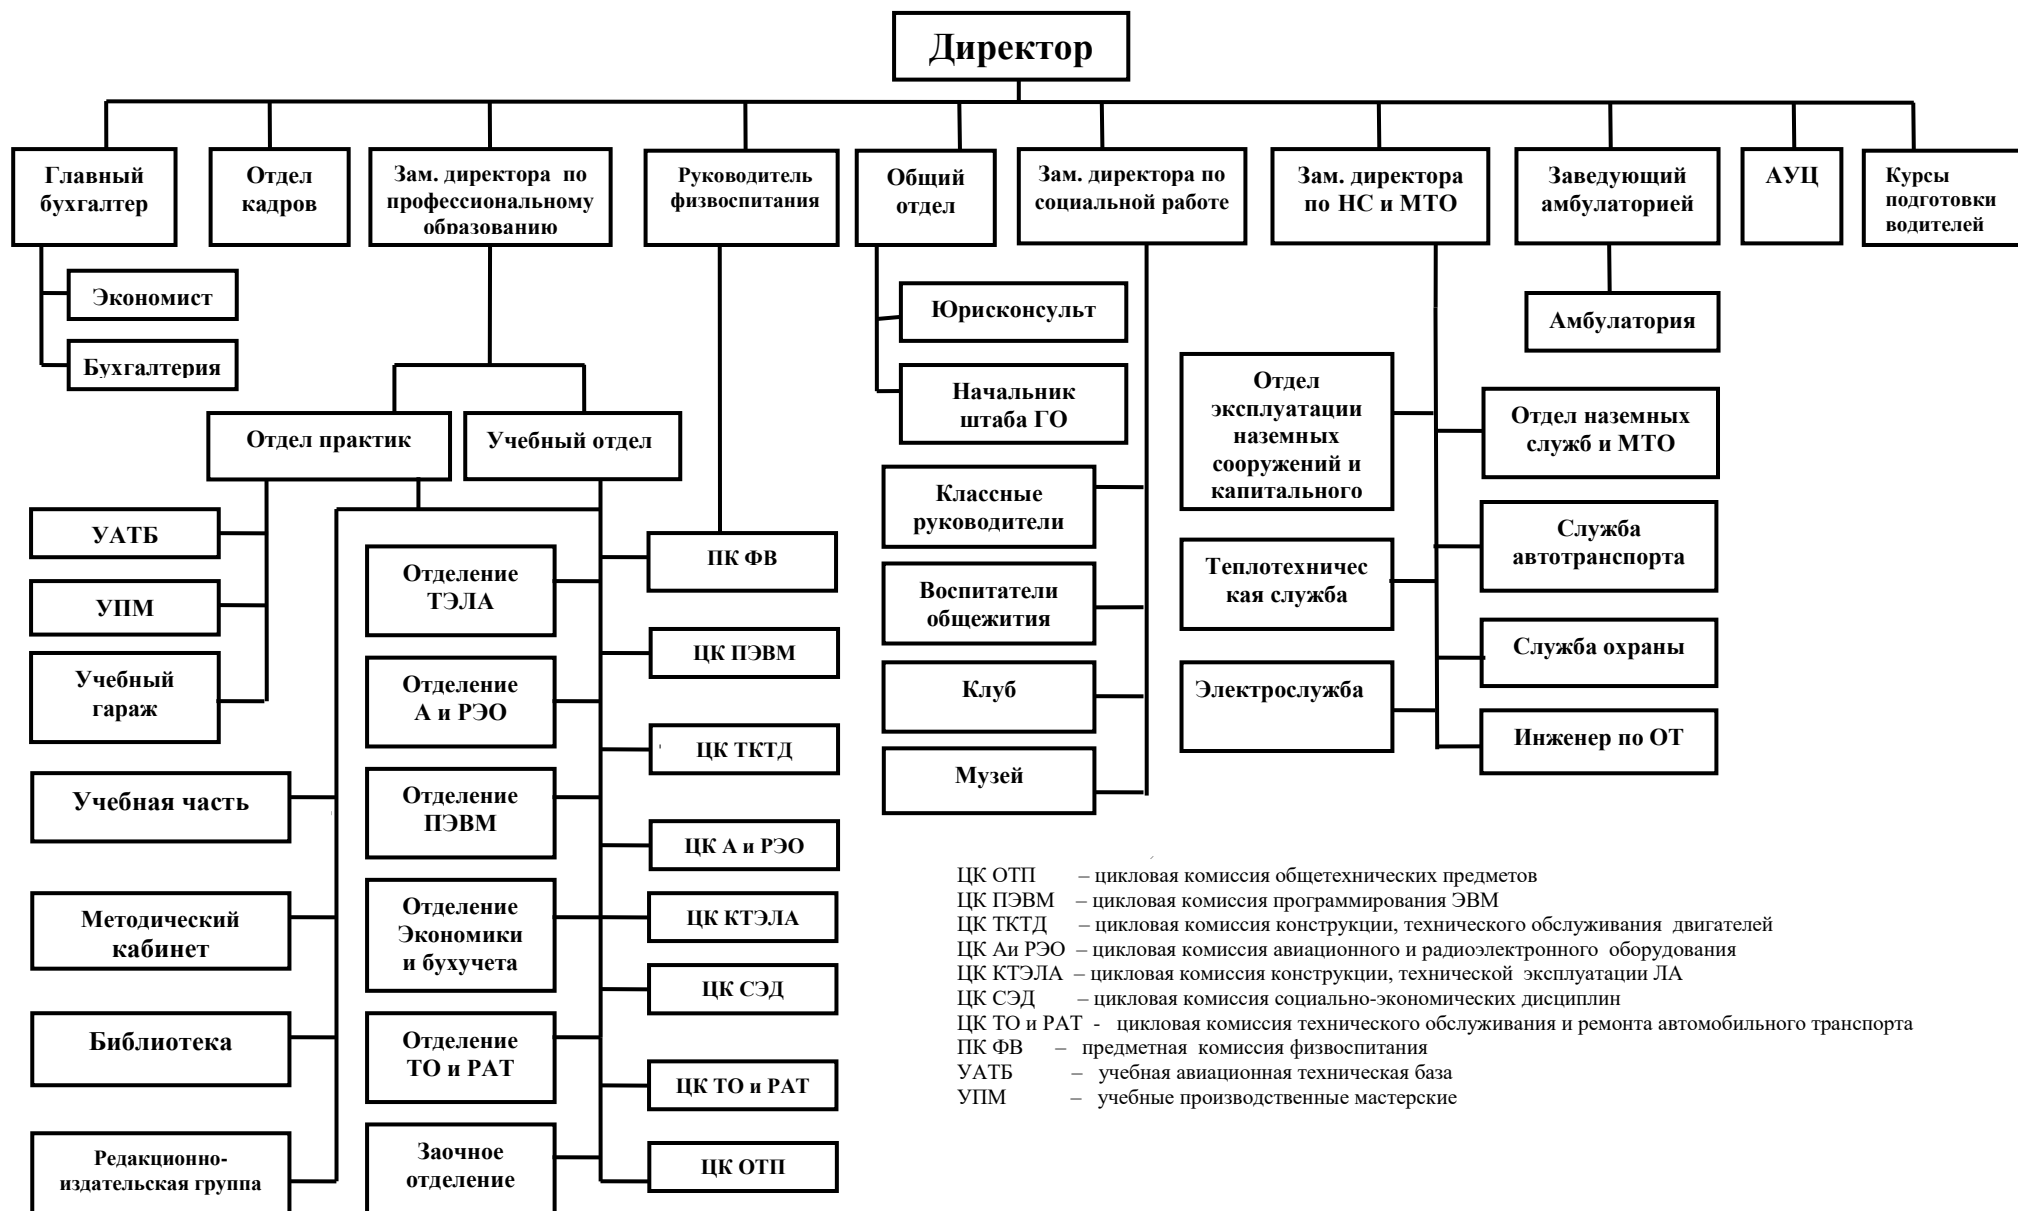 Директор
Главный
бухгалтер
Отдел
кадров
Зам. директора по
профессиональному
образованию
Руководитель
физвоспитания
Общий
отдел
Зам. директора по
социальной работе
Зам. директора
по НС и МТО
Заведующий
амбулаторией
АУЦ
Курсы
подготовки
водителей
Экономист
Бухгалтерия
Юрисконсульт
Начальник
штаба ГО
Амбулатория
Отдел практик
Учебный отдел
Отдел
эксплуатации
наземных
сооружений и
капитального
Отдел наземных
служб и МТО
УАТБ
УПМ
Учебный
гараж
Отделение
ТЭЛА
Отделение
А и РЭО
Отделение
ПЭВМ
Отделение
Экономики
и бухучета
Отделение
ТО и РАТ
Заочное
отделение
ПК ФВ
ЦК ПЭВМ
ЦК ТКТД
ЦК А и РЭО
ЦК КТЭЛА
ЦК СЭД
ЦК ТО и РАТ
ЦК ОТП
Классные
руководители
Воспитатели
общежития
Клуб
Музей
Теплотехничес
кая служба
Электрослужба
Служба
автотранспорта
Служба охраны
Инженер по ОТ
Учебная часть
Методический
кабинет
Библиотека
Редакционно-
издательская группа
ЦК ОТП – цикловая комиссия общетехнических предметов
ЦК ПЭВМ – цикловая комиссия программирования ЭВМ
ЦК ТКТД – цикловая комиссия конструкции, технического обслуживания двигателей
ЦК Аи РЭО – цикловая комиссия авиационного и радиоэлектронного оборудования
ЦК КТЭЛА – цикловая комиссия конструкции, технической эксплуатации ЛА
ЦК СЭД – цикловая комиссия социально-экономических дисциплин
ЦК ТО и РАТ - цикловая комиссия технического обслуживания и ремонта автомобильного транспорта
ПК ФВ – предметная комиссия физвоспитания
УАТБ – учебная авиационная техническая база
УПМ – учебные производственные мастерские